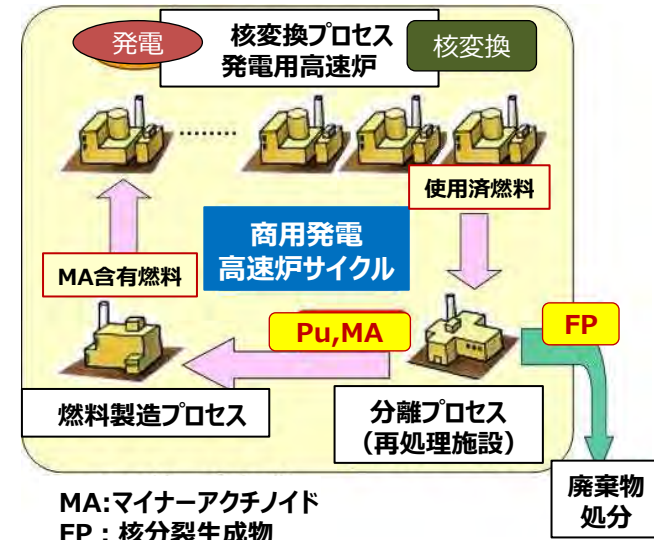 発電
核変換プロセス
発電用高速炉
核変換
使用済燃料
商用発電
高速炉サイクル
MA含有燃料
Pu,MA
FP
燃料製造プロセス
分離プロセス
(再処理施設)
廃棄物
処分
MA:マイナーアクチノイド
FP：核分裂生成物